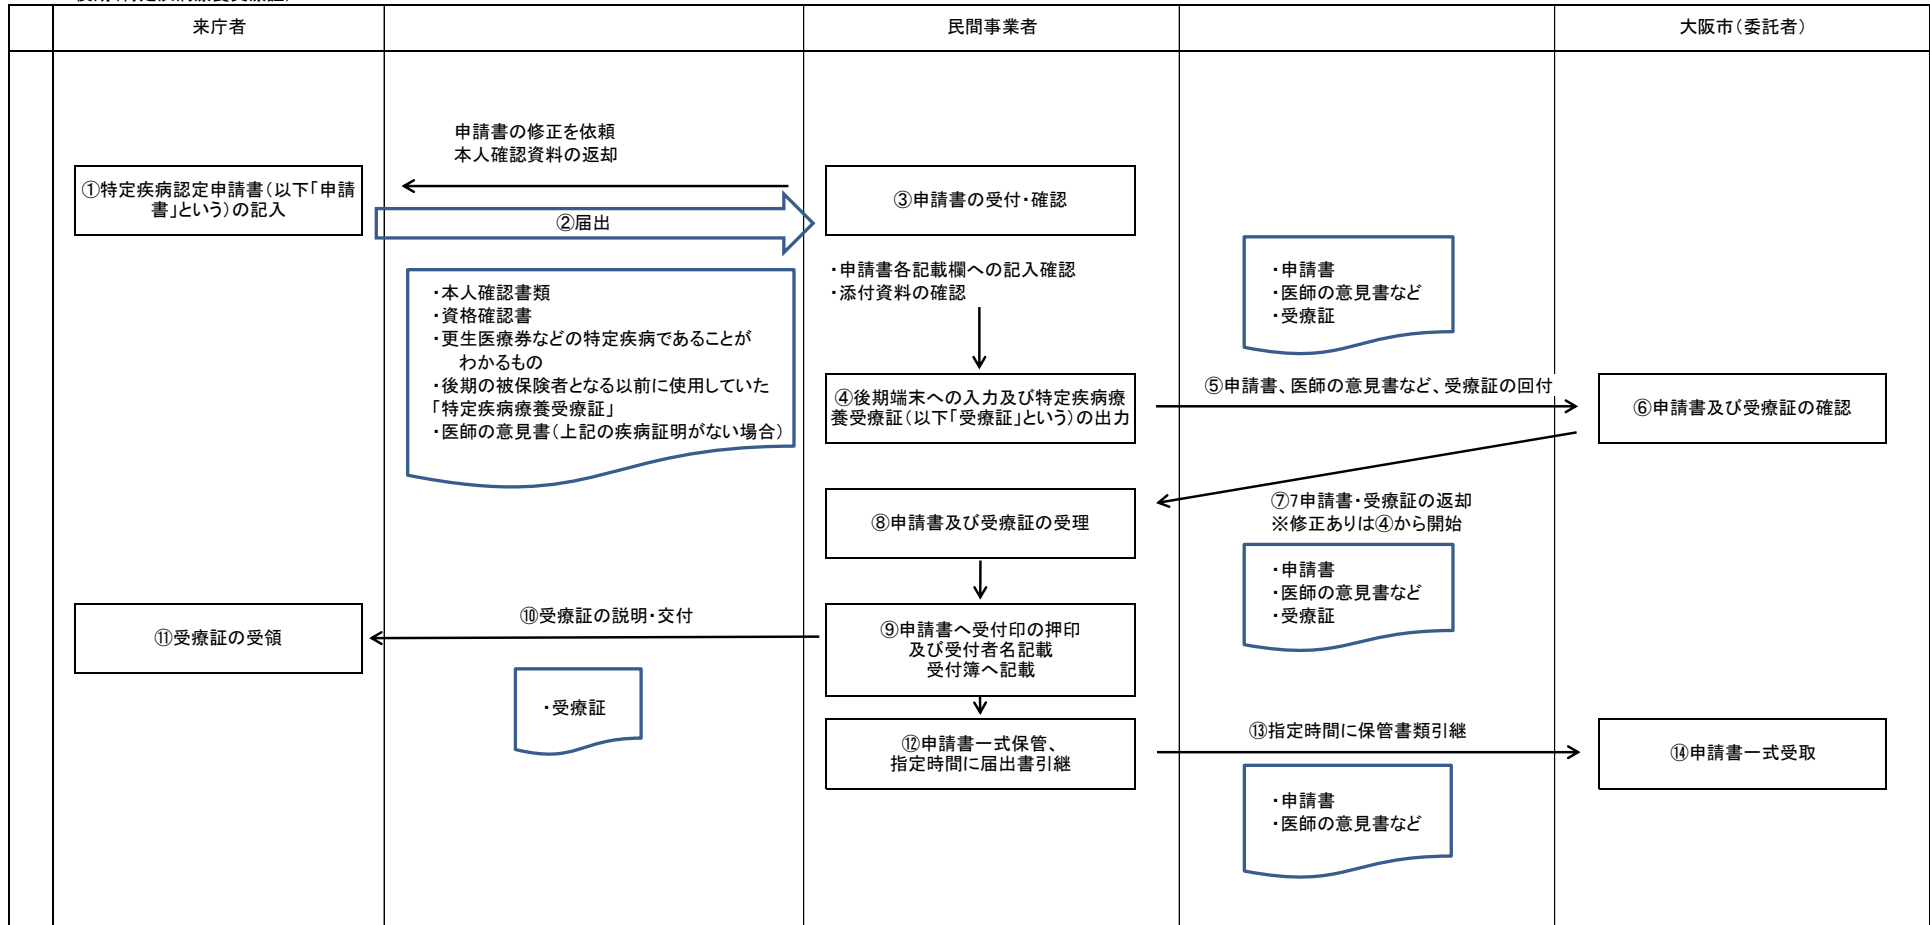 来庁者
民間事業者
大阪市(委託者)
申請書の修正を依頼
本人確認資料の返却
①特定疾病認定申請書(以下「申請
書」という)の記入
②届出
③申請書の受付・確認
・申請書各記載欄への記入確認
・添付資料の確認
・本人確認書類
・資格確認書
・更生医療券などの特定疾病であることが
わかるもの
・後期の被保険者となる以前に使用していた
「特定疾病療養受療証」
・医師の意見書(上記の疾病証明がない場合)
・申請書
・医師の意見書など
・受療証
④後期端末への入力及び特定疾病療
養受療証(以下「受療証」という)の出力
⑤申請書、医師の意見書など、受療証の回付
⑥申請書及び受療証の確認
⑦7申請書・受療証の返却
※修正ありは④から開始
⑧申請書及び受療証の受理
・申請書
・医師の意見書など
・受療証
⑨申請書へ受付印の押印
及び受付者名記載
受付簿へ記載
⑩受療証の説明・交付
⑪受療証の受領
・受療証
⑫申請書一式保管、
指定時間に届出書引継
⑬指定時間に保管書類引継
⑭申請書一式受取
・申請書
・医師の意見書など